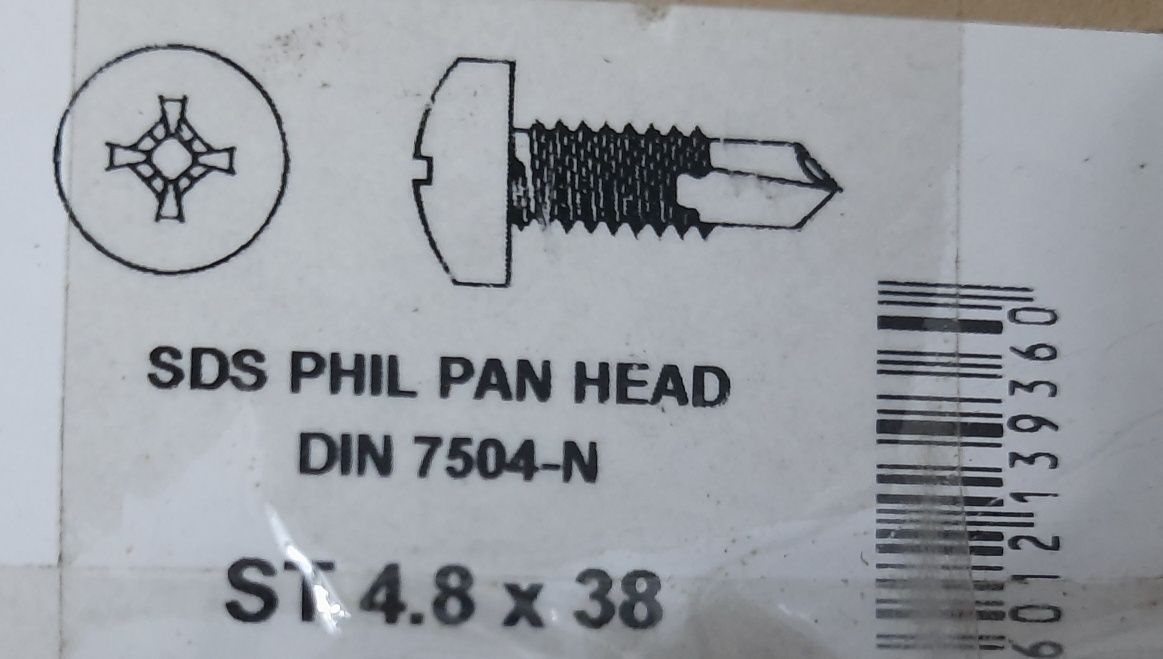 SDS PHIL PAN HEAD
DIN 7504-N
ST 4.8 x 38
6012139360